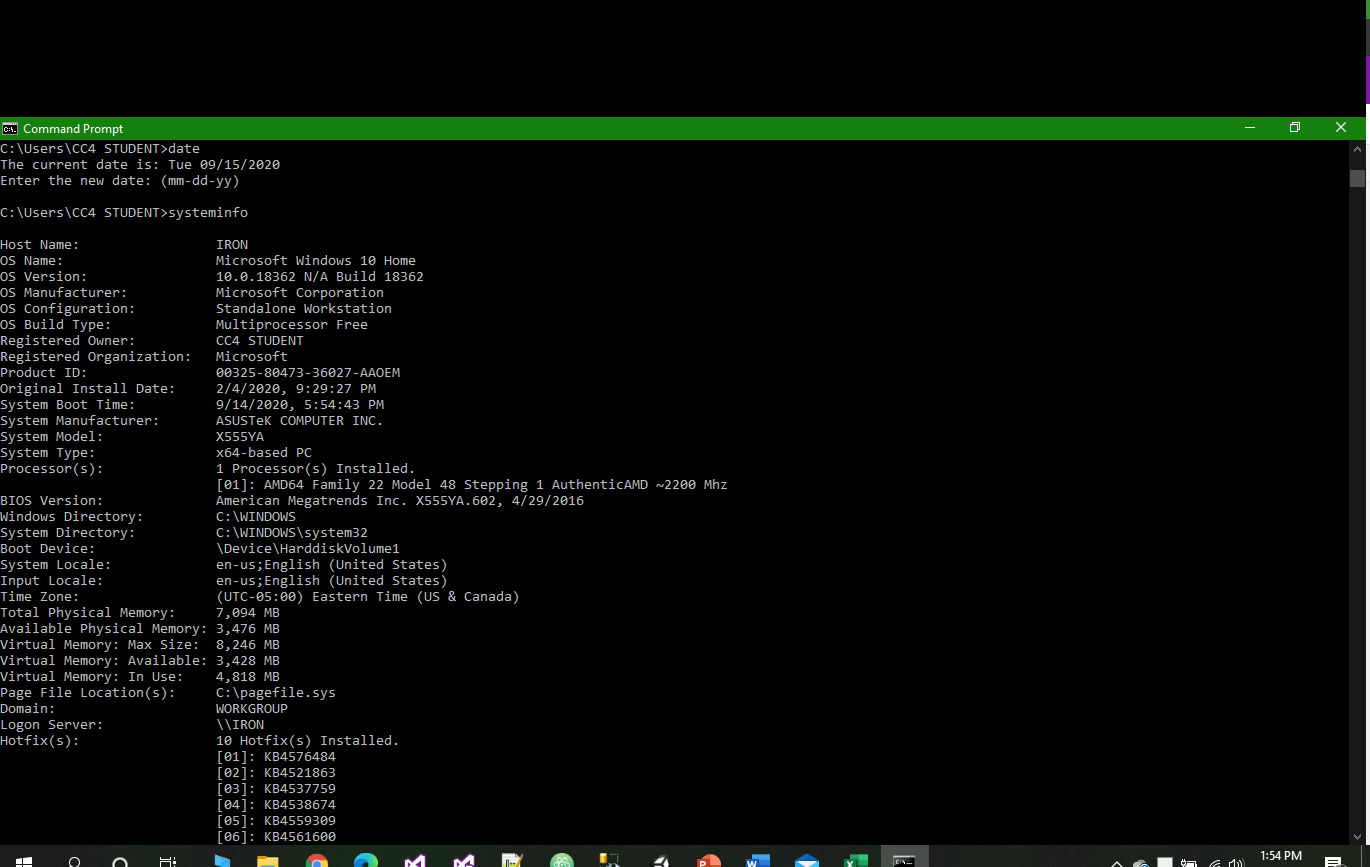 Command Prompt
C:\Users\CC4 STUDENT>date
The current date is: Tue 09/15/2020
Enter the new date: (mm-dd-yy)
C:\Users\CC4 STUDENT>systeminfo
Host Name: IRON
OS Name: Microsoft Windows 10 Home
OS Version: 10.0.18362 N/A Build 18362
OS Manufacturer: Microsoft Corporation
OS Configuration: Standalone Workstation
OS Build Type: Multiprocessor Free
Registered Owner: CC4 STUDENT
Registered Organization: Microsoft
Product ID: 00325-80473-36027-AAOEM
Original Install Date: 2/4/2020, 9:29:27 PM
System Boot Time: 9/14/2020, 5:54:43 PM
System Manufacturer: ASUSTeK COMPUTER INC.
System Model: X555YA
System Type: x64-based PC
Processor(s): 1 Processor(s) Installed.
[01]: AMD64 Family 22 Model 48 Stepping 1 AuthenticAMD ~2200 Mhz
BIOS Version: American Megatrends Inc. X555YA.602, 4/29/2016
Windows Directory: C:\WINDOWS
System Directory: C:\WINDOWS\system32
Boot Device: \Device\HarddiskVolume1
System Locale: en-us;English (United States)
Input Locale: en-us;English (United States)
Time Zone: (UTC-05:00) Eastern Time (US & Canada)
Total Physical Memory: 7,094 MB
Available Physical Memory: 3,476 MB
Virtual Memory: Max Size: 8,246 MB
Virtual Memory: Available: 3,428 MB
Virtual Memory: In Use: 4,818 MB
Page File Location(s): C:\pagefile.sys
Domain: WORKGROUP
Logon Server: \\IRON
Hotfix(s): 10 Hotfix(s) Installed.
[01]: KB4576484
[02]: KB4521863
[03]: KB4537759
[04]: KB4538674
[05]: KB4559309
[06]: KB4561600
1:54 PM